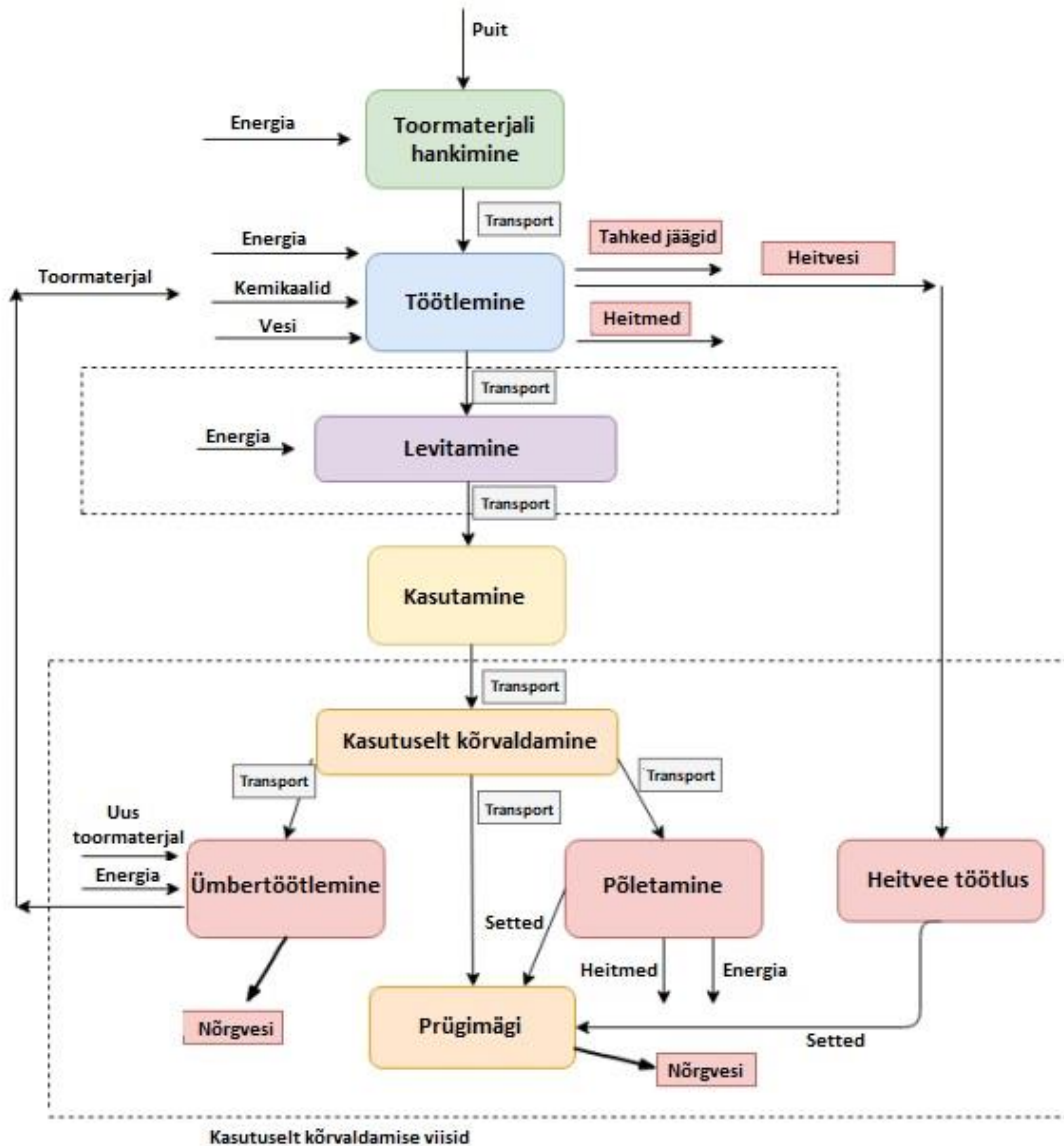 Puit
Energia
Toormaterjali
hankimine
Transport
Energia
Tahked jäägid
Heitvesi
Toormaterjal
Kemikaalid
Töötlemine
Vesi
Heitmed
Transport
Energia
Levitamine
Transport
Kasutamine
Transport
Kasutuselt kõrvaldamine
Transport
Transport
Transport
Uus
toormaterjal
Energia
Ümbertöötlemine
Põletamine
Heitvee töötlus
Setted
Heitmed
Energia
Nõrgvesi
Prügimägi
Setted
Nõrgvesi
Kasutuselt kõrvaldamise viisid